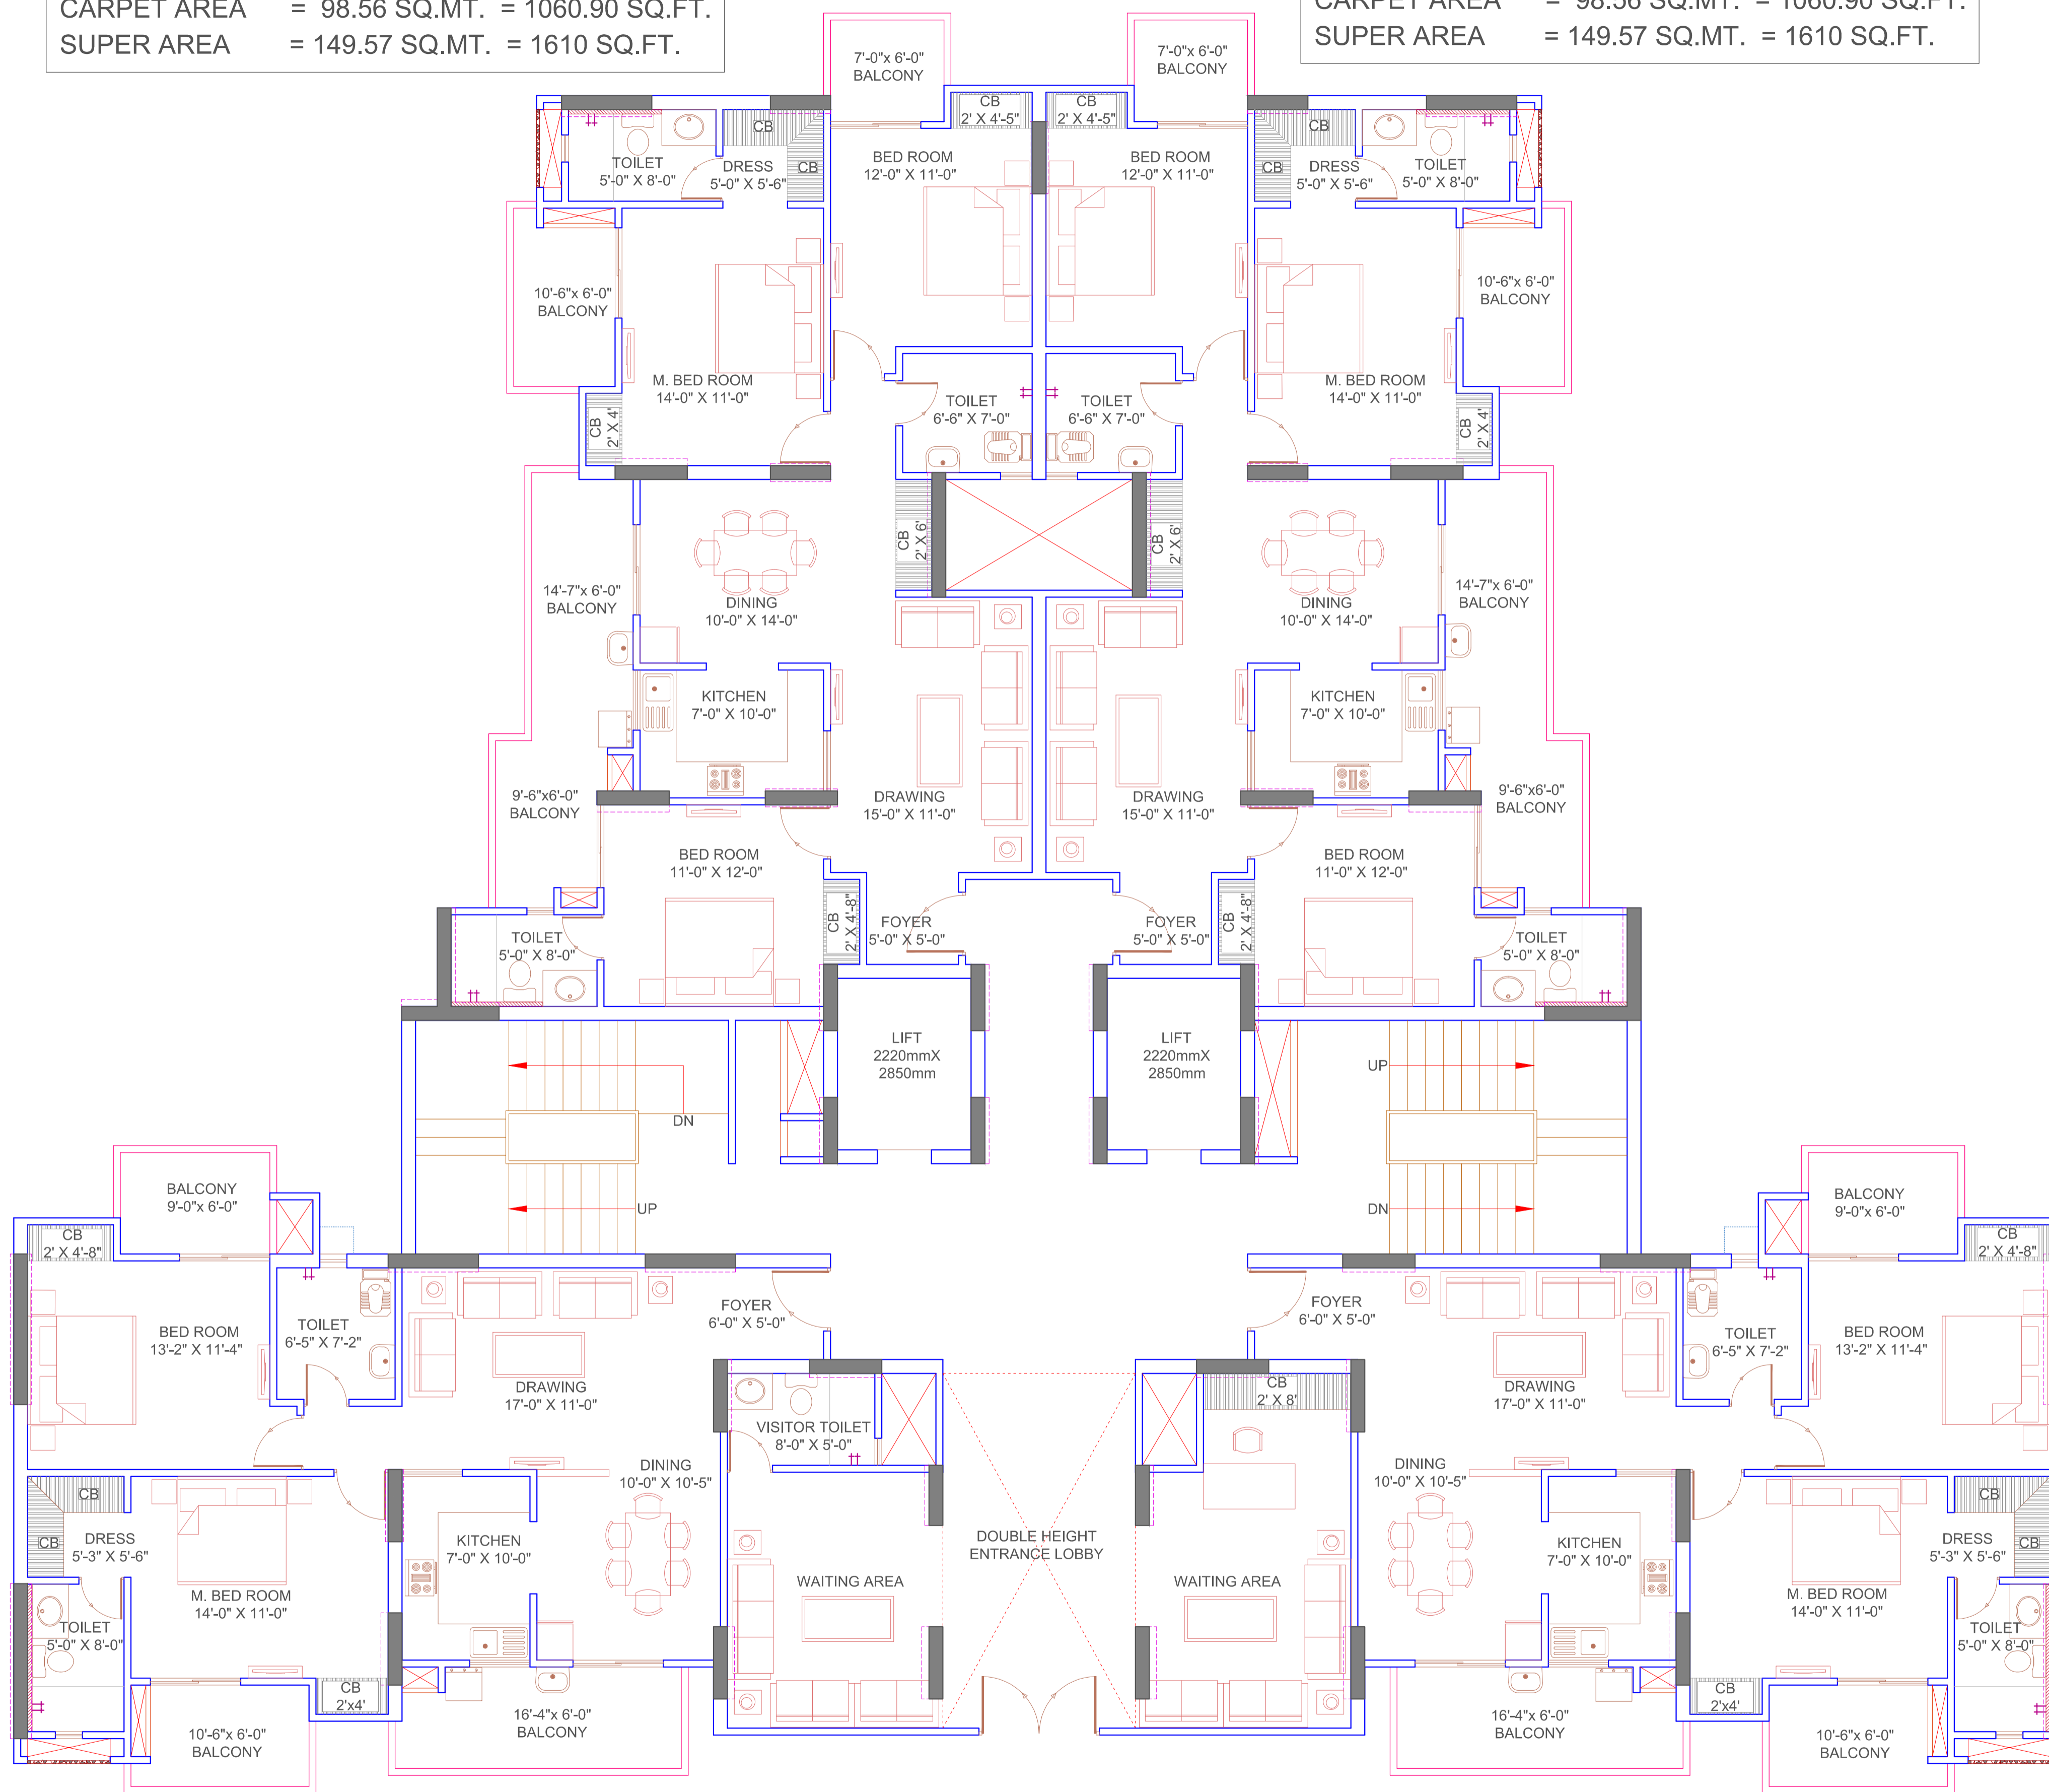 CARPET AREA = 98.56 SQ.MT. = 1060.90 SQ.FT.
SUPER AREA = 149.57 SQ.MT. = 1610 SQ.FT.
CARPET AREA = 98.56 SQ.MT. = 1060.90 SQ.FT.
SUPER AREA = 149.57 SQ.MT. = 1610 SQ.FT.
7'-0"x 6'-0"
BALCONY
7'-0"x 6'-0"
BALCONY
CB
2' X 4'-5"
CB
2' X 4'-5"
CB
CB
TOILET
5'-0" X 8'-0"
DRESS
5'-0" X 5'-6"
CB
BED ROOM
12'-0" X 11'-0"
BED ROOM
12'-0" X 11'-0"
CB
DRESS
5'-0" X 5'-6"
TOILET
5'-0" X 8'-0"
10'-6"x 6'-0"
BALCONY
10'-6"x 6'-0"
BALCONY
M. BED ROOM
14'-0" X 11'-0"
M. BED ROOM
14'-0" X 11'-0"
CB
2' X 4'
TOILET
6'-6" X 7'-0"
TOILET
6'-6" X 7'-0"
CB
2' X 4'
CB
2' X 6'
CB
2' X 6'
14'-7"x 6'-0"
BALCONY
DINING
10'-0" X 14'-0"
DINING
10'-0" X 14'-0"
14'-7"x 6'-0"
BALCONY
KITCHEN
7'-0" X 10'-0"
KITCHEN
7'-0" X 10'-0"
9'-6"x6'-0"
BALCONY
DRAWING
15'-0" X 11'-0"
DRAWING
15'-0" X 11'-0"
9'-6"x6'-0"
BALCONY
BED ROOM
11'-0" X 12'-0"
BED ROOM
11'-0" X 12'-0"
CB
2' X 4'-8"
FOYER
5'-0" X 5'-0"
FOYER
5'-0" X 5'-0"
CB
2' X 4'-8"
TOILET
5'-0" X 8'-0"
TOILET
5'-0" X 8'-0"
LIFT
2220mmX
2850mm
LIFT
2220mmX
2850mm
UP
DN
UP
DN
BALCONY
9'-0"x 6'-0"
BALCONY
9'-0"x 6'-0"
CB
2' X 4'-8"
CB
2' X 4'-8"
BED ROOM
13'-2" X 11'-4"
TOILET
6'-5" X 7'-2"
FOYER
6'-0" X 5'-0"
FOYER
6'-0" X 5'-0"
TOILET
6'-5" X 7'-2"
BED ROOM
13'-2" X 11'-4"
DRAWING
17'-0" X 11'-0"
CB
2' X 8'
DRAWING
17'-0" X 11'-0"
VISITOR TOILET
8'-0" X 5'-0"
DINING
10'-0" X 10'-5"
DINING
10'-0" X 10'-5"
CB
CB
CB
DRESS
5'-3" X 5'-6"
KITCHEN
7'-0" X 10'-0"
DOUBLE HEIGHT
ENTRANCE LOBBY
KITCHEN
7'-0" X 10'-0"
DRESS
5'-3" X 5'-6"
CB
WAITING AREA
WAITING AREA
M. BED ROOM
14'-0" X 11'-0"
M. BED ROOM
14'-0" X 11'-0"
TOILET
5'-0" X 8'-0"
TOILET
5'-0" X 8'-0"
CB
2'x4'
CB
2'x4'
16'-4"x 6'-0"
BALCONY
16'-4"x 6'-0"
BALCONY
10'-6"x 6'-0"
BALCONY
10'-6"x 6'-0"
BALCONY